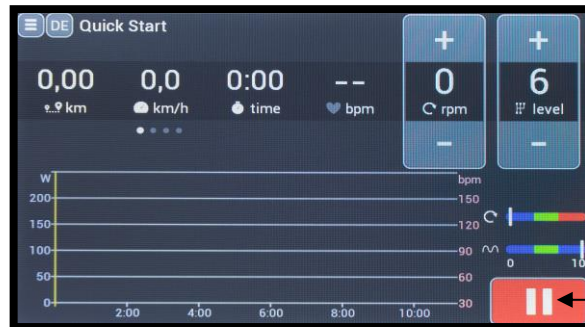 DE Quick Start
+ +
0,00 0,0 0:00 -- 0 6
km km/h time bpm rpm level
- -
W bpm
200 150
150 120
100 90
50 60
0 30
0 10
2:00 4:00 6:00 8:00 10:00